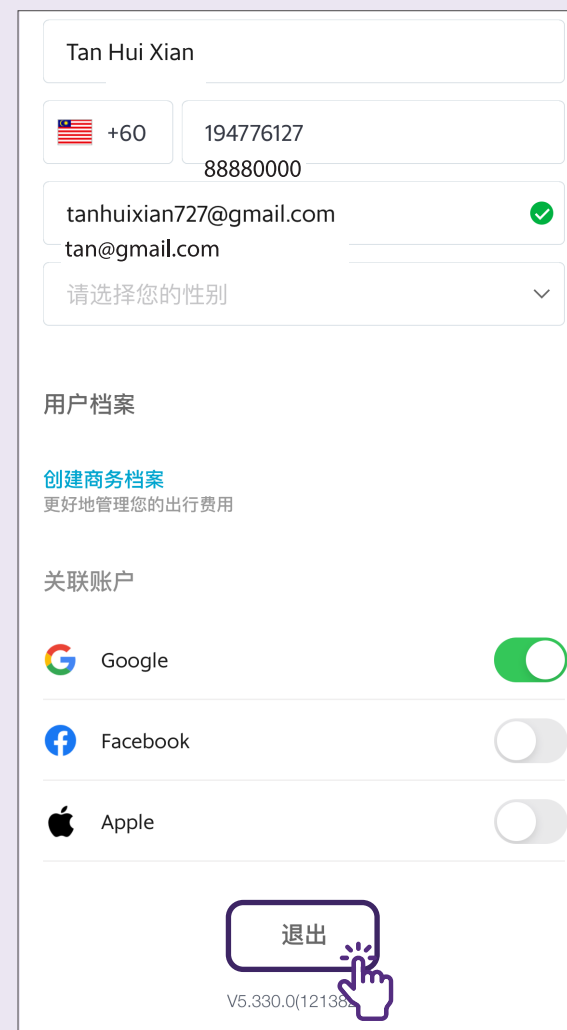 Tan Hui Xian
+60 194776127
88880000
tanhuixian727@gmail.com
tan@gmail.com
请选择您的性别
用户档案
创建商务档案
更好地管理您的出行费用
关联账户
Google
Facebook
Apple
退出